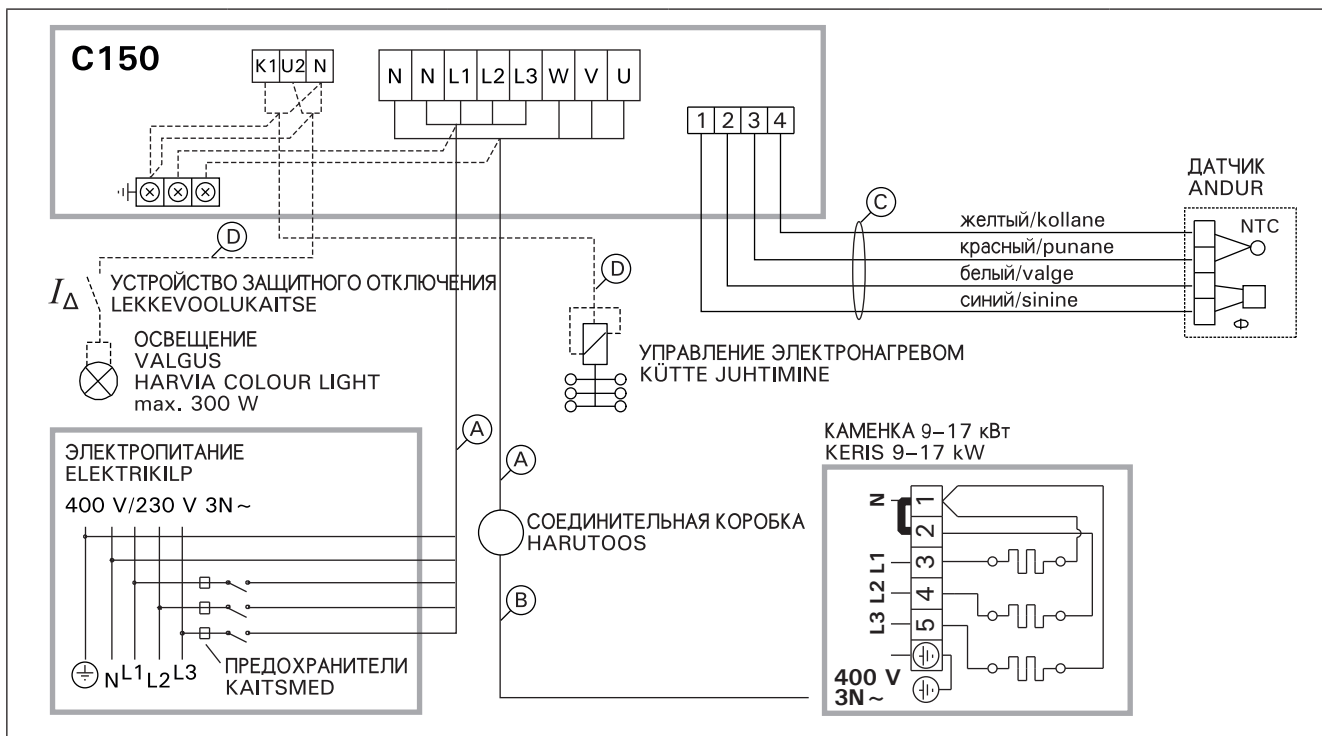 C150
K1 U2 N
N N L1 L2 L3 W V U
1 2 3 4
ДАТЧИК
ANDUR
NTC
C
желтый/kollane
красный/punane
белый/valge
синий/sinine
D
D
I∆
УСТРОЙСТВО ЗАЩИТНОГО ОТКЛЮЧЕНИЯ
LEKKEVOOLUKAITSE
ОСВЕЩЕНИЕ
VALGUS
HARVIA COLOUR LIGHT
max. 300 W
УПРАВЛЕНИЕ ЭЛЕКТРОНАГРЕВОМ
KÜTTE JUHTIMINE
A
A
ЭЛЕКТРОПИТАНИЕ
ELEKTRIKILP
400 V/230 V 3N~
N L1 L2 L3
ПРЕДОХРАНИТЕЛИ
KAITSMED
СОЕДИНИТЕЛЬНАЯ КОРОБКА
HARUTOOS
B
КАМЕНКА 9–17 кВт
KERIS 9–17 kW
N
L1
L2
L3
1
2
3
4
5
400 V
3N~